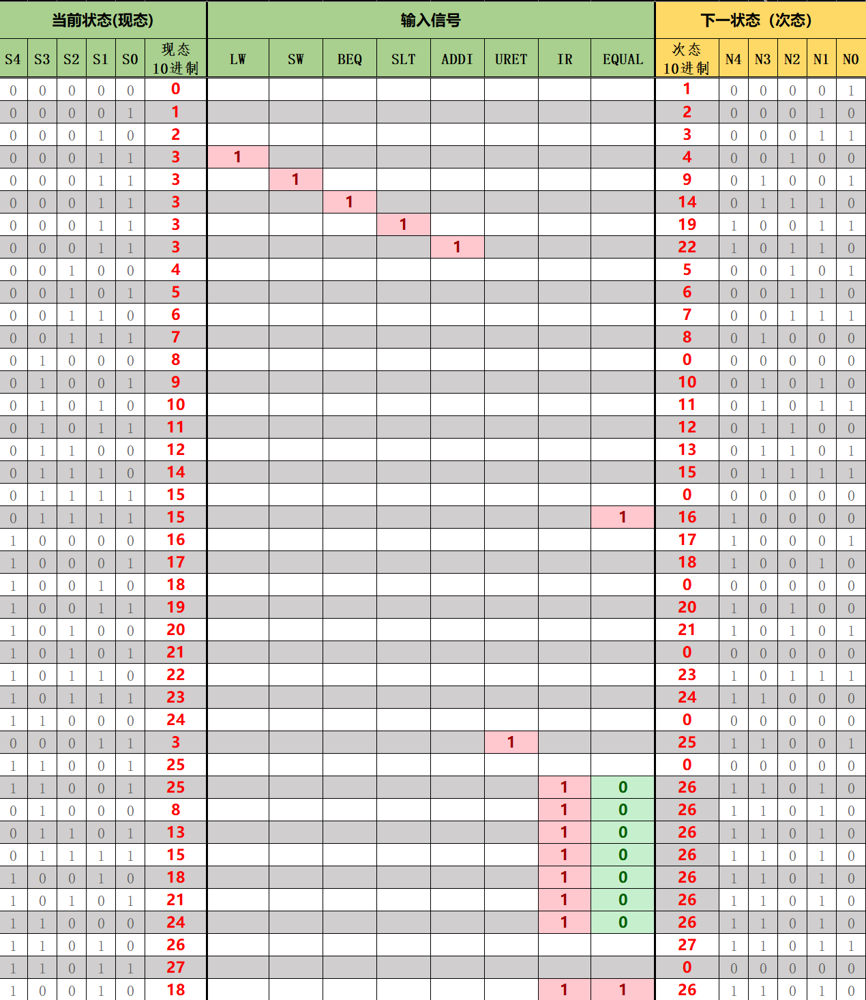 当前状态(现态) 输入信号 下一状态（次态）
S4 S3 S2 S1 S0 现态 10进制 LW SW BEQ SLT ADDI URET IR EQUAL 次态 10进制 N4 N3 N2 N1 N0
0 0 0 0 0 0 1 0 0 0 0 1
0 0 0 0 1 1 2 0 0 0 1 0
0 0 0 1 0 2 3 0 0 0 1 1
0 0 0 1 1 3 1 4 0 0 1 0 0
0 0 0 1 1 3 1 9 0 1 0 0 1
0 0 0 1 1 3 1 14 0 1 1 1 0
0 0 0 1 1 3 1 19 1 0 0 1 1
0 0 0 1 1 3 1 22 1 0 1 1 0
0 0 1 0 0 4 5 0 0 1 0 1
0 0 1 0 1 5 6 0 0 1 1 0
0 0 1 1 0 6 7 0 0 1 1 1
0 0 1 1 1 7 8 0 1 0 0 0
0 1 0 0 0 8 0 0 0 0 0 0
0 1 0 0 1 9 10 0 1 0 1 0
0 1 0 1 0 10 11 0 1 0 1 1
0 1 0 1 1 11 12 0 1 1 0 0
0 1 1 0 0 12 13 0 1 1 0 1
0 1 1 1 0 14 15 0 1 1 1 1
0 1 1 1 1 15 0 0 0 0 0 0
0 1 1 1 1 15 1 16 1 0 0 0 0
1 0 0 0 0 16 17 1 0 0 0 1
1 0 0 0 1 17 18 1 0 0 1 0
1 0 0 1 0 18 0 0 0 0 0 0
1 0 0 1 1 19 20 1 0 1 0 0
1 0 1 0 0 20 21 1 0 1 0 1
1 0 1 0 1 21 0 0 0 0 0 0
1 0 1 1 0 22 23 1 0 1 1 1
1 0 1 1 1 23 24 1 1 0 0 0
1 1 0 0 0 24 0 0 0 0 0 0
0 0 0 1 1 3 1 25 1 1 0 0 1
1 1 0 0 1 25 0 0 0 0 0 0
1 1 0 0 1 25 1 0 26 1 1 0 1 0
0 1 0 0 0 8 1 0 26 1 1 0 1 0
0 1 1 0 1 13 1 0 26 1 1 0 1 0
0 1 1 1 1 15 1 0 26 1 1 0 1 0
1 0 0 1 0 18 1 0 26 1 1 0 1 0
1 0 1 0 1 21 1 0 26 1 1 0 1 0
1 1 0 0 0 24 1 0 26 1 1 0 1 0
1 1 0 1 0 26 27 1 1 0 1 1
1 1 0 1 1 27 0 0 0 0 0 0
1 0 0 1 0 18 1 1 26 1 1 0 1 0